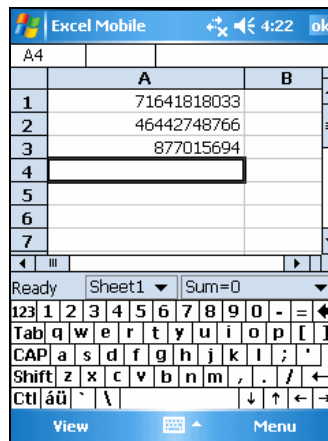 Excel Mobile 4:22 ok
A4
A B
1 71641818033
2 46442748766
3 877015694
4
5
6
7
Ready Sheet1 Sum=0
123 1 2 3 4 5 6 7 8 9 0 - =
Tab q w e r t y u i o p [ ]
CAP a s d f g h j k l ; '
Shift z x c v b n m , . /
Ctl áü ` \
View Menu